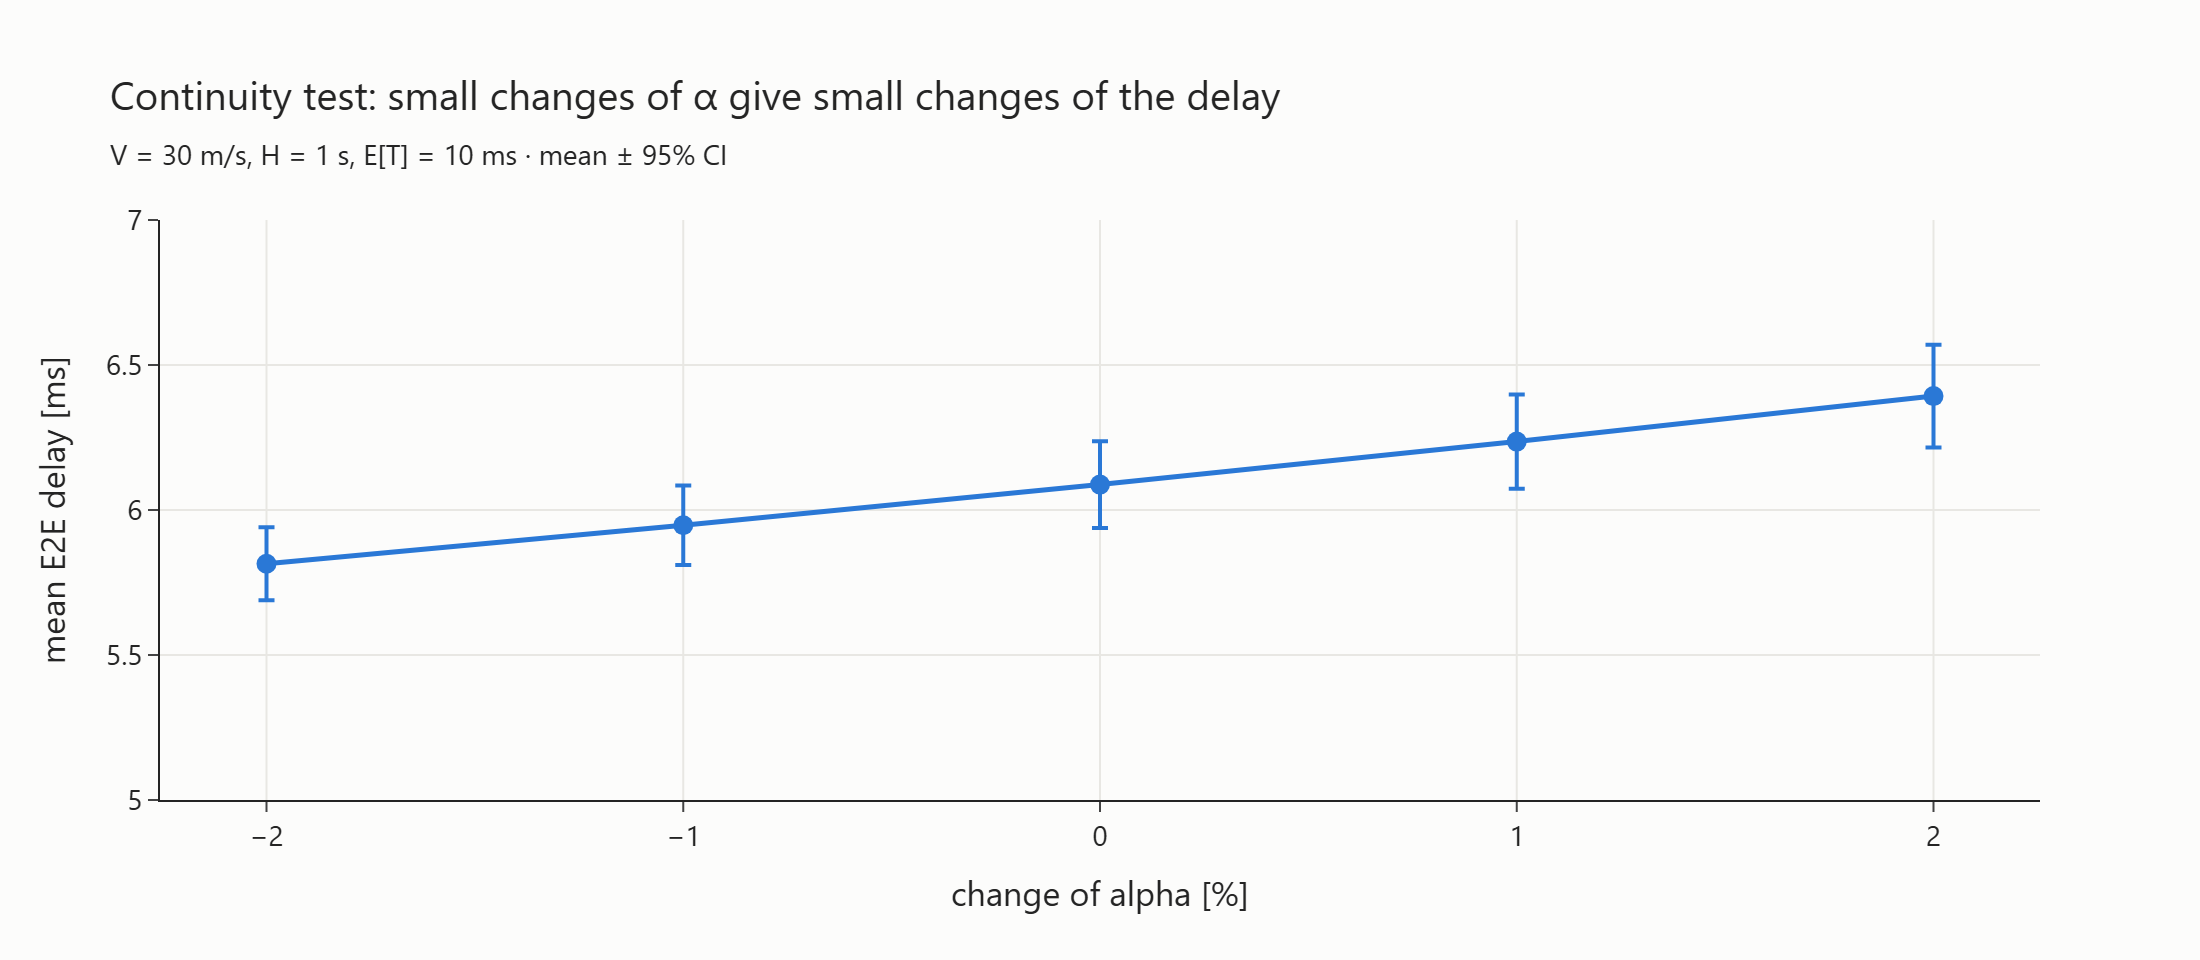 Continuity test: small changes of α give small changes of the delay
V = 30 m/s, H = 1 s, E[T] = 10 ms · mean ± 95% CI
mean E2E delay [ms]
7
6.5
6
5.5
5
−2
−1
0
1
2
change of alpha [%]